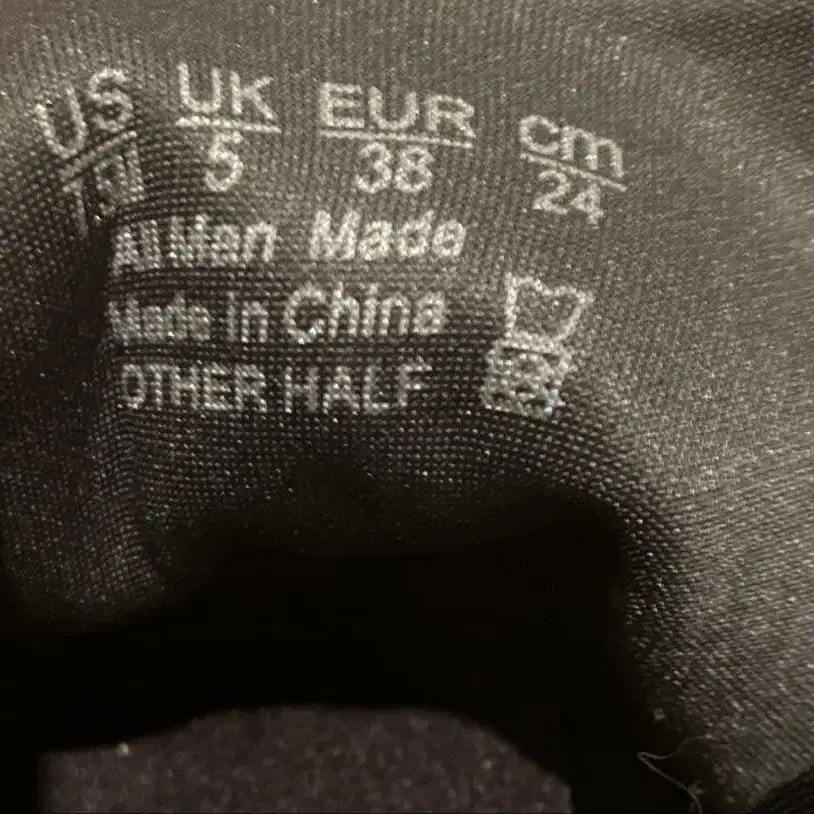 US UK EUR cm
5 38 24
All Man Made
Made in China
OTHER HALF